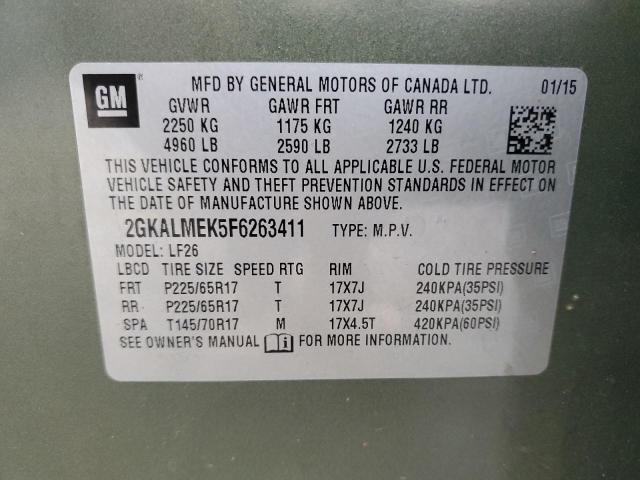 GM
MFD BY GENERAL MOTORS OF CANADA LTD. 01/15
GVWR GAWR FRT GAWR RR
2250 KG 1175 KG 1240 KG
4960 LB 2590 LB 2733 LB
THIS VEHICLE CONFORMS TO ALL APPLICABLE U.S. FEDERAL MOTOR
VEHICLE SAFETY AND THEFT PREVENTION STANDARDS IN EFFECT ON
THE DATE OF MANUFACTURE SHOWN ABOVE.
2GKALMEK5F6263411 TYPE: M.P.V.
MODEL: LF26
LBCD TIRE SIZE SPEED RTG RIM COLD TIRE PRESSURE
FRT P225/65R17 T 17X7J 240KPA(35PSI)
RR P225/65R17 T 17X7J 240KPA(35PSI)
SPA T145/70R17 M 17X4.5T 420KPA(60PSI)
SEE OWNER'S MANUAL i FOR MORE INFORMATION.